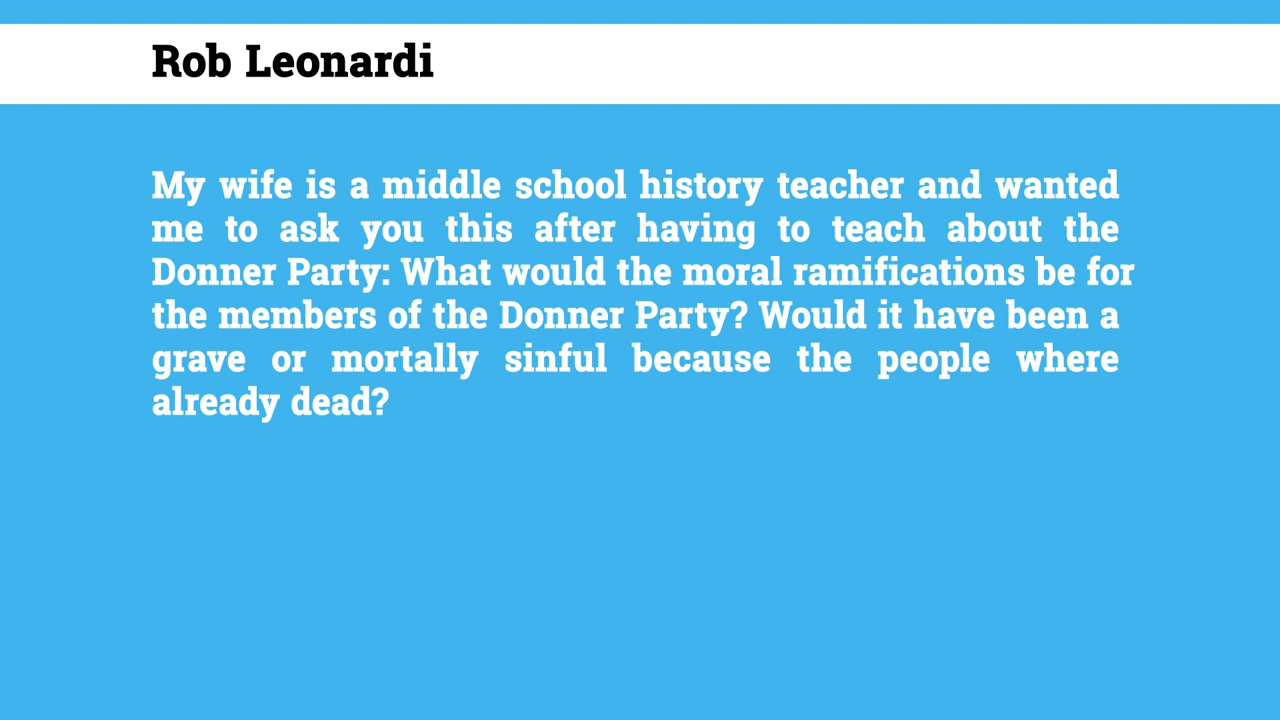 Rob Leonardi
My wife is a middle school history teacher and wanted
me to ask you this after having to teach about the
Donner Party: What would the moral ramifications be for
the members of the Donner Party? Would it have been a
grave or mortally sinful because the people where
already dead?